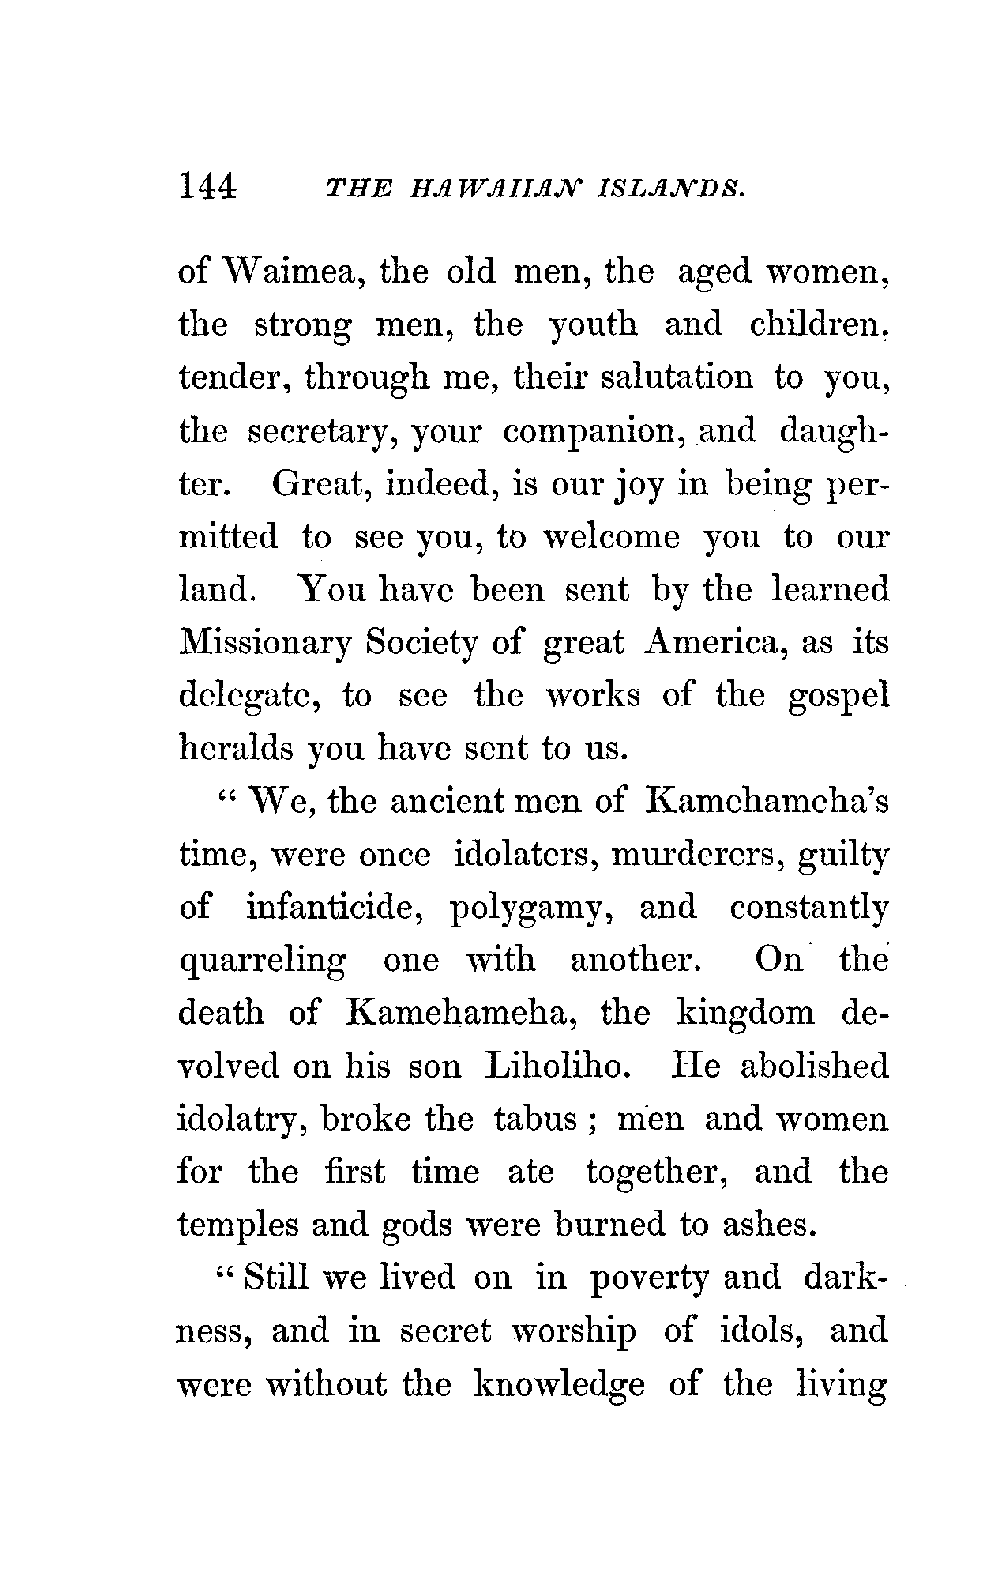 144 THE HAWAIIAN ISLANDS.
of Waimea, the old men, the aged women,
the strong men, the youth and children,
tender, through me, their salutation to you,
the secretary, your companion, and daugh-
ter. Great, indeed, is our joy in being per-
mitted to see you, to welcome you to our
land. You have been sent by the learned
Missionary Society of great America, as its
delegate, to see the works of the gospel
heralds you have sent to us.
“ We, the ancient men of Kamehameha’s
time, were once idolaters, murderers, guilty
of infanticide, polygamy, and constantly
quarreling one with another. On the
death of Kamehameha, the kingdom de-
volved on his son Liholiho. He abolished
idolatry, broke the tabus ; men and women
for the first time ate together, and the
temples and gods were burned to ashes.
“ Still we lived on in poverty and dark-
ness, and in secret worship of idols, and
were without the knowledge of the living